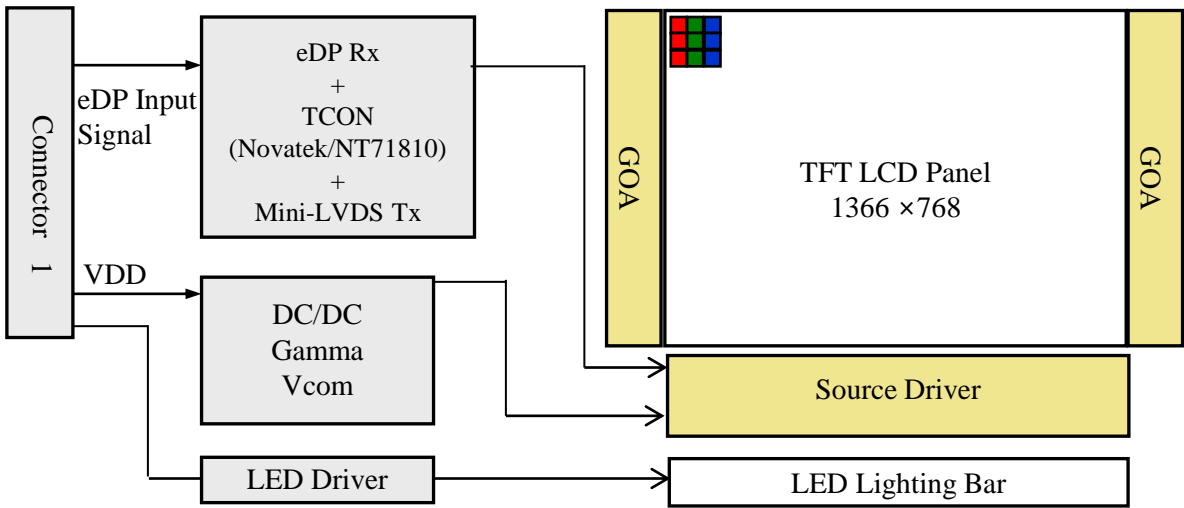 Connector 1
eDP Input
Signal
eDP Rx
+
TCON
(Novatek/NT71810)
+
Mini-LVDS Tx
VDD
DC/DC
Gamma
Vcom
LED Driver
GOA
TFT LCD Panel
1366 ×768
GOA
Source Driver
LED Lighting Bar